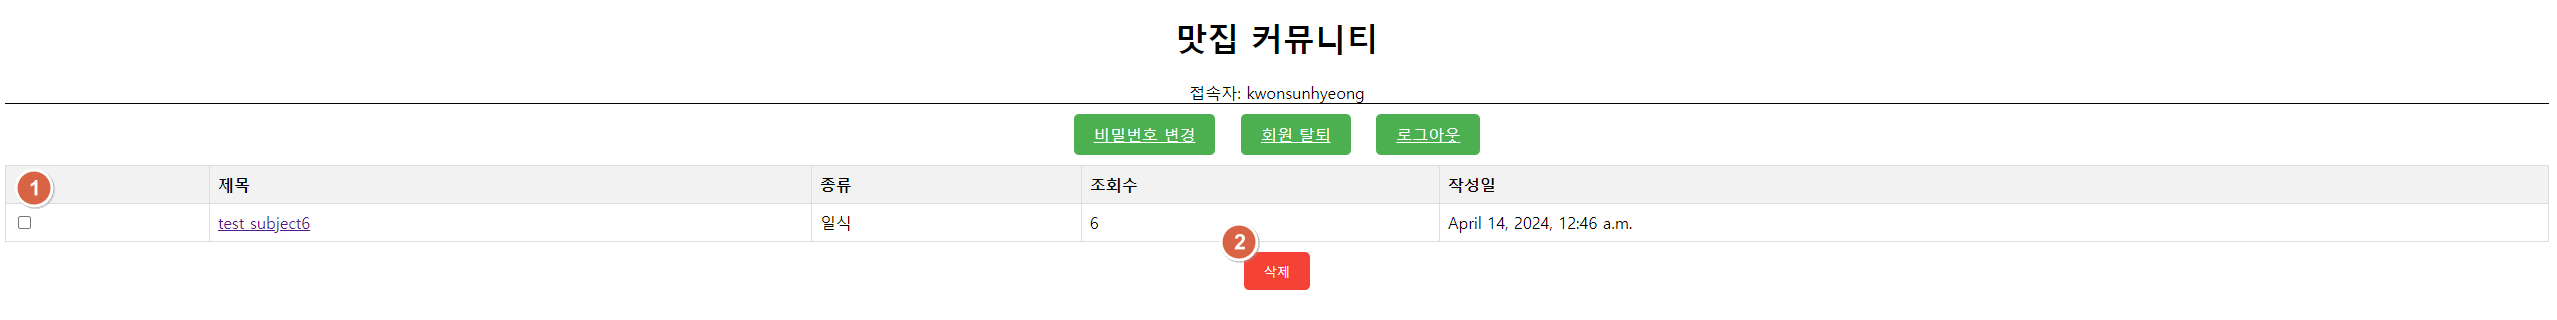 맛집 커뮤니티
접속자: kwonsunhyeong
비밀번호 변경 회원 탈퇴 로그아웃
1 제목 종류 조회수 작성일
test subject6 일식 6 April 14, 2024, 12:46 a.m.
2
삭제